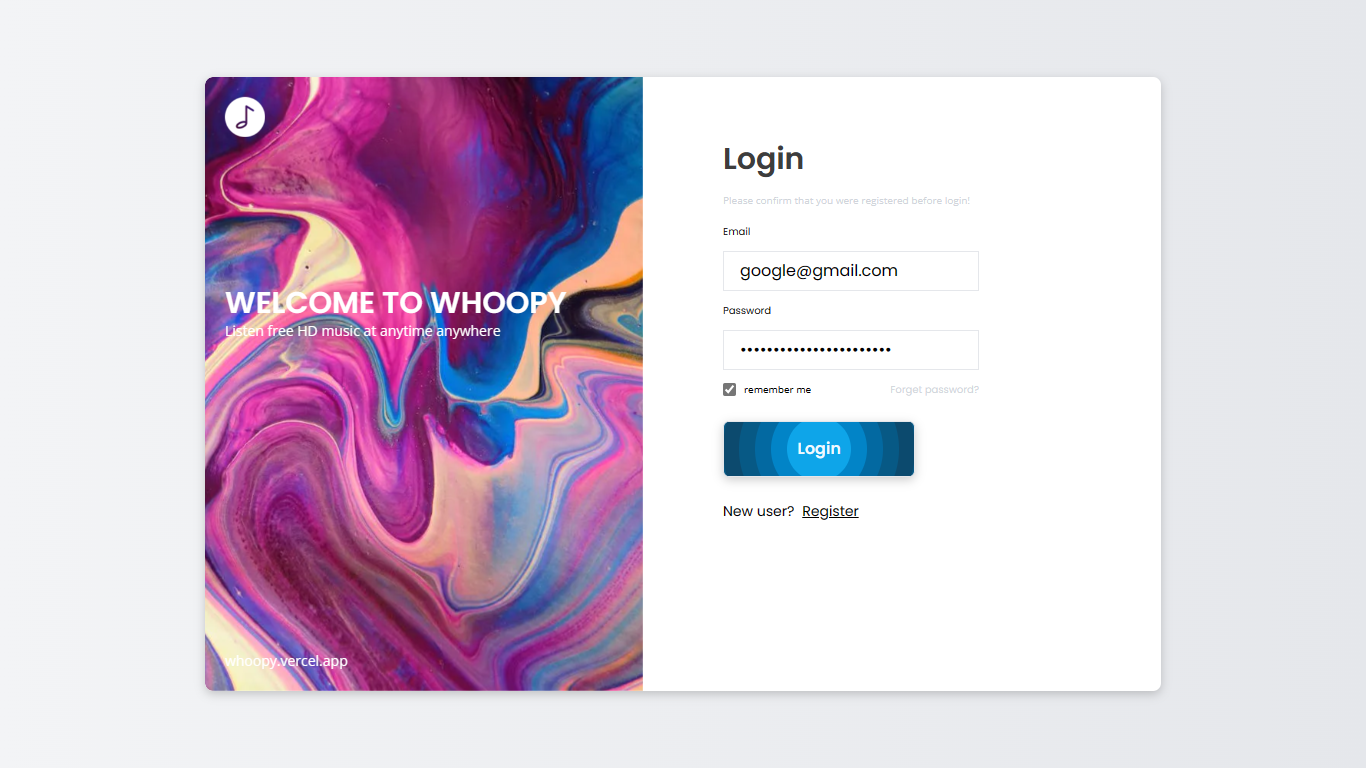 WELCOME TO WHOOPY
Listen free HD music at anytime anywhere
whoopy.vercel.app
Login
Please confirm that you were registered before login!
Email
google@gmail.com
Password
•••••••••••••••••••••••
remember me
Forget password?
Login
New user? Register